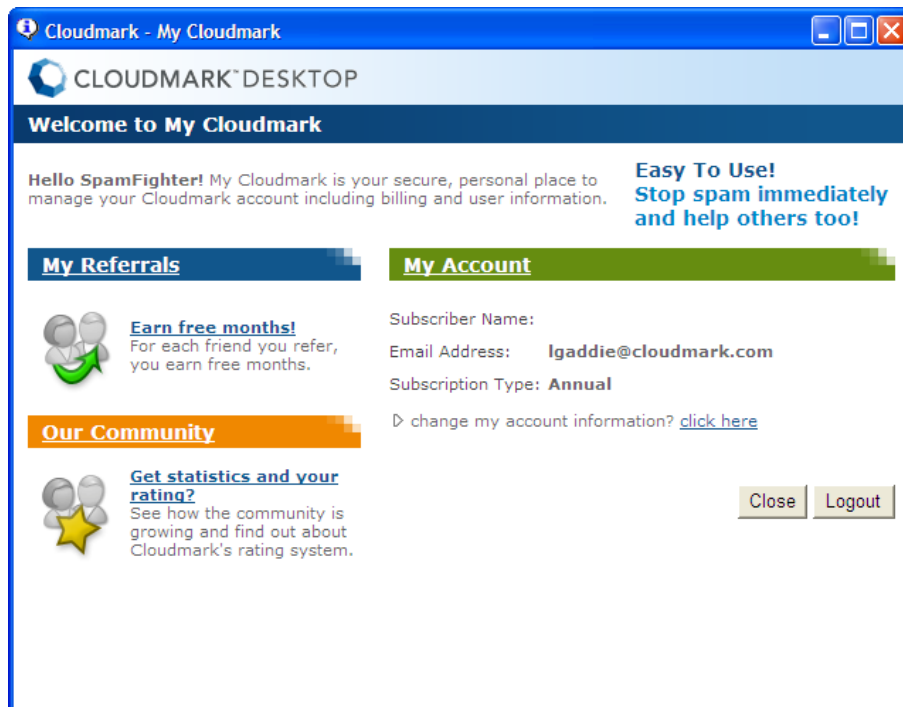 Cloudmark - My Cloudmark
CLOUDMARK™DESKTOP
Welcome to My Cloudmark
Hello SpamFighter! My Cloudmark is your secure, personal place to
manage your Cloudmark account including billing and user information.
Easy To Use!
Stop spam immediately
and help others too!
My Referrals
Earn free months!
For each friend you refer,
you earn free months.
Our Community
Get statistics and your
rating?
See how the community is
growing and find out about
Cloudmark's rating system.
My Account
Subscriber Name:
Email Address: lgaddie@cloudmark.com
Subscription Type: Annual
change my account information? click here
Close Logout